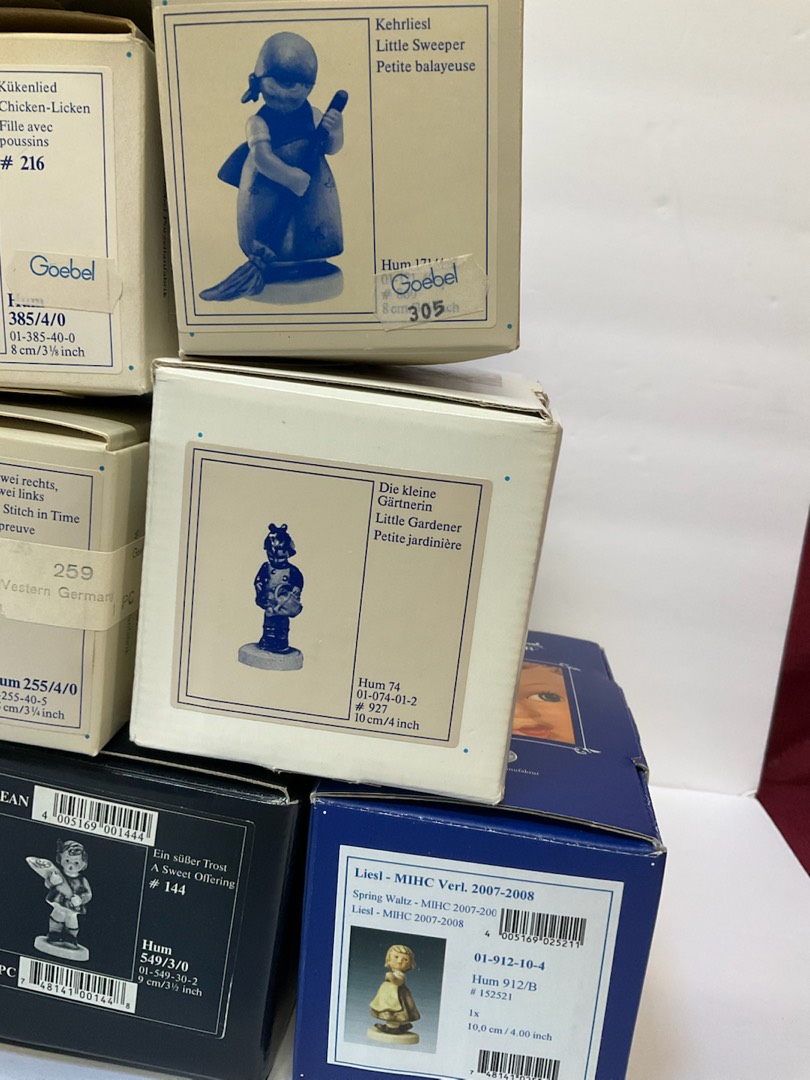 Kehrliesl
Little Sweeper
Petite balayeuse
Hum
Goebel
305
Kükenlied
Chicken-Licken
Fille avec
poussins
# 216
Goebel
Hum
385/4/0
01-385-40-0
8 cm/3⅛ inch
Die kleine
Gärtnerin
Little Gardener
Petite jardinière
Hum 74
01-074-01-2
# 927
10 cm/4 inch
wei rechts,
wei links
Stitch in Time
preuve
259
Western Germany
PC
um 255/4/0
-255-40-5
cm/3¼ inch
EAN
4 005169 001444
Ein süßer Trost
A Sweet Offering
# 144
Hum
549/3/0
01-549-30-2
9 cm/3½ inch
PC
7 48141 00144 8
nufaktur
Liesl - MIHC Verl. 2007-2008
Spring Waltz - MIHC 2007-200
Liesl - MIHC 2007-2008
4 005169 025211
01-912-10-4
Hum 912/B
# 152521
1x
10,0 cm / 4.00 inch